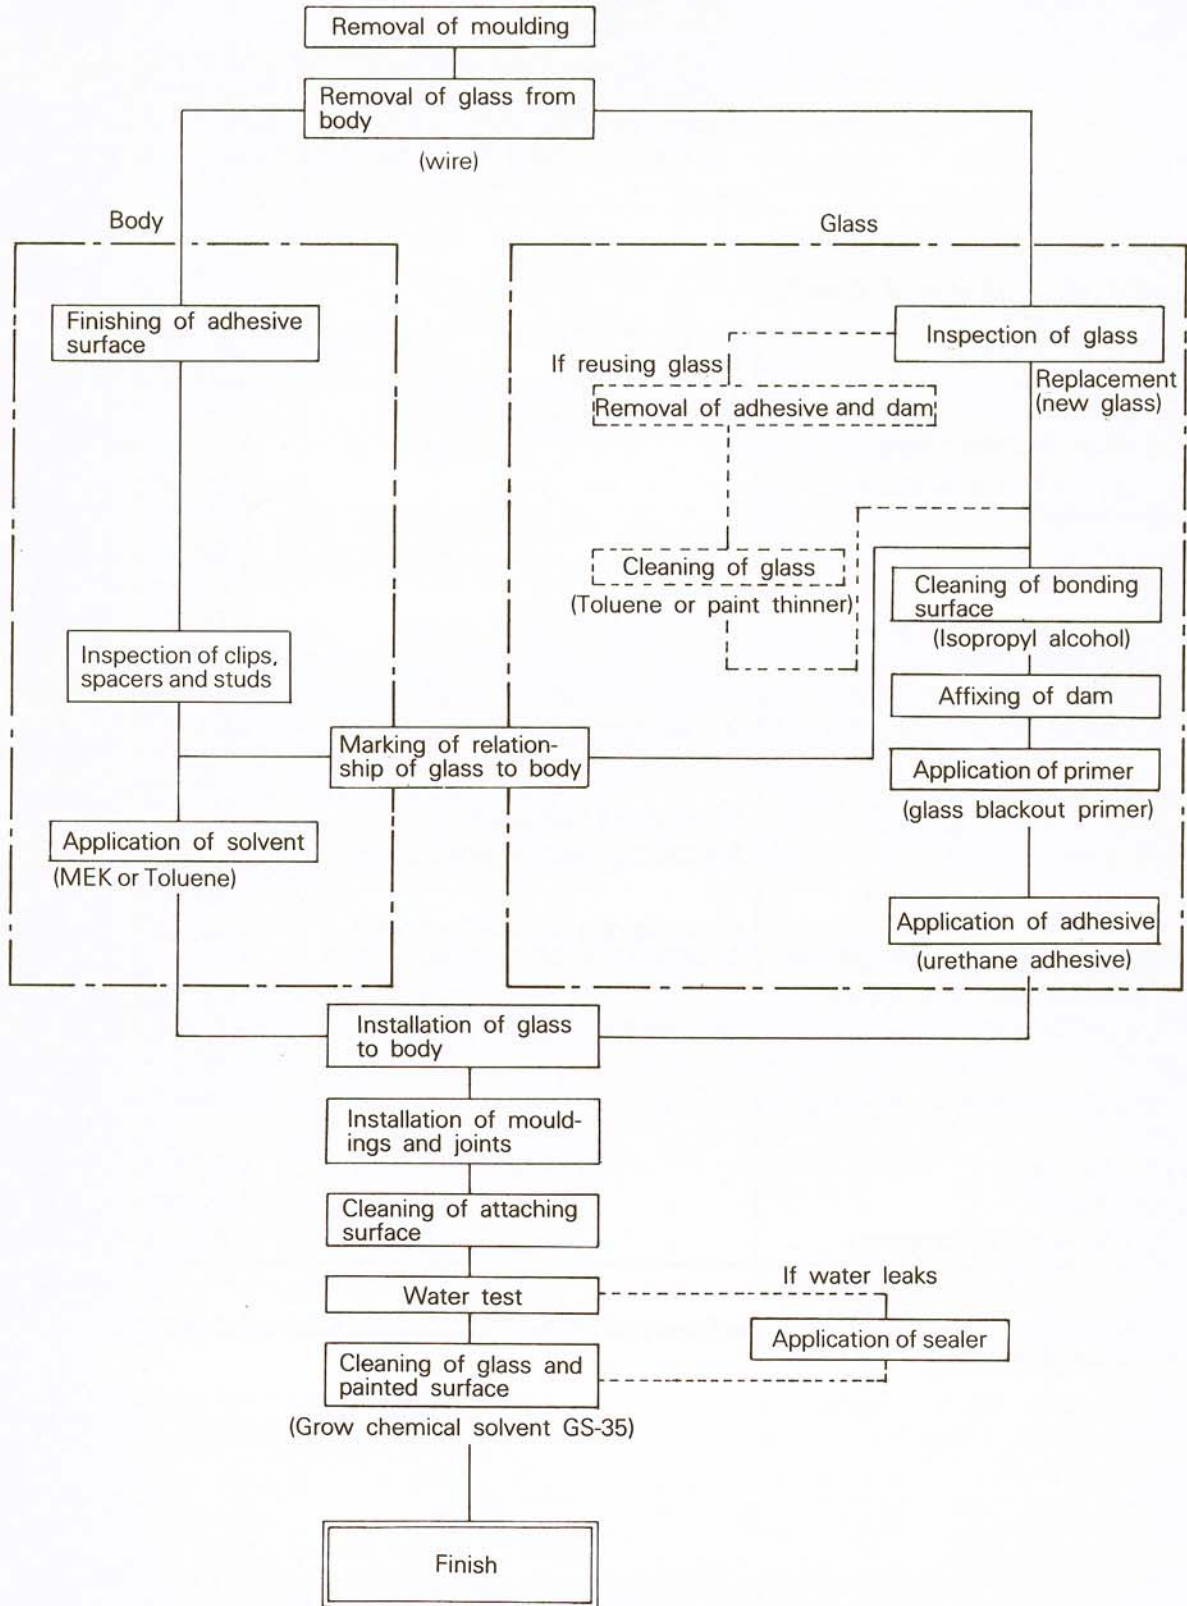 Removal of moulding
Removal of glass from
body
(wire)
Body
Glass
Finishing of adhesive
surface
Inspection of glass
If reusing glass
Replacement
(new glass)
Removal of adhesive and dam
Cleaning of glass
(Toluene or paint thinner)
Cleaning of bonding
surface
(Isopropyl alcohol)
Inspection of clips,
spacers and studs
Affixing of dam
Marking of relation-
ship of glass to body
Application of primer
(glass blackout primer)
Application of solvent
(MEK or Toluene)
Application of adhesive
(urethane adhesive)
Installation of glass
to body
Installation of mould-
ings and joints
Cleaning of attaching
surface
If water leaks
Water test
Application of sealer
Cleaning of glass and
painted surface
(Grow chemical solvent GS-35)
Finish